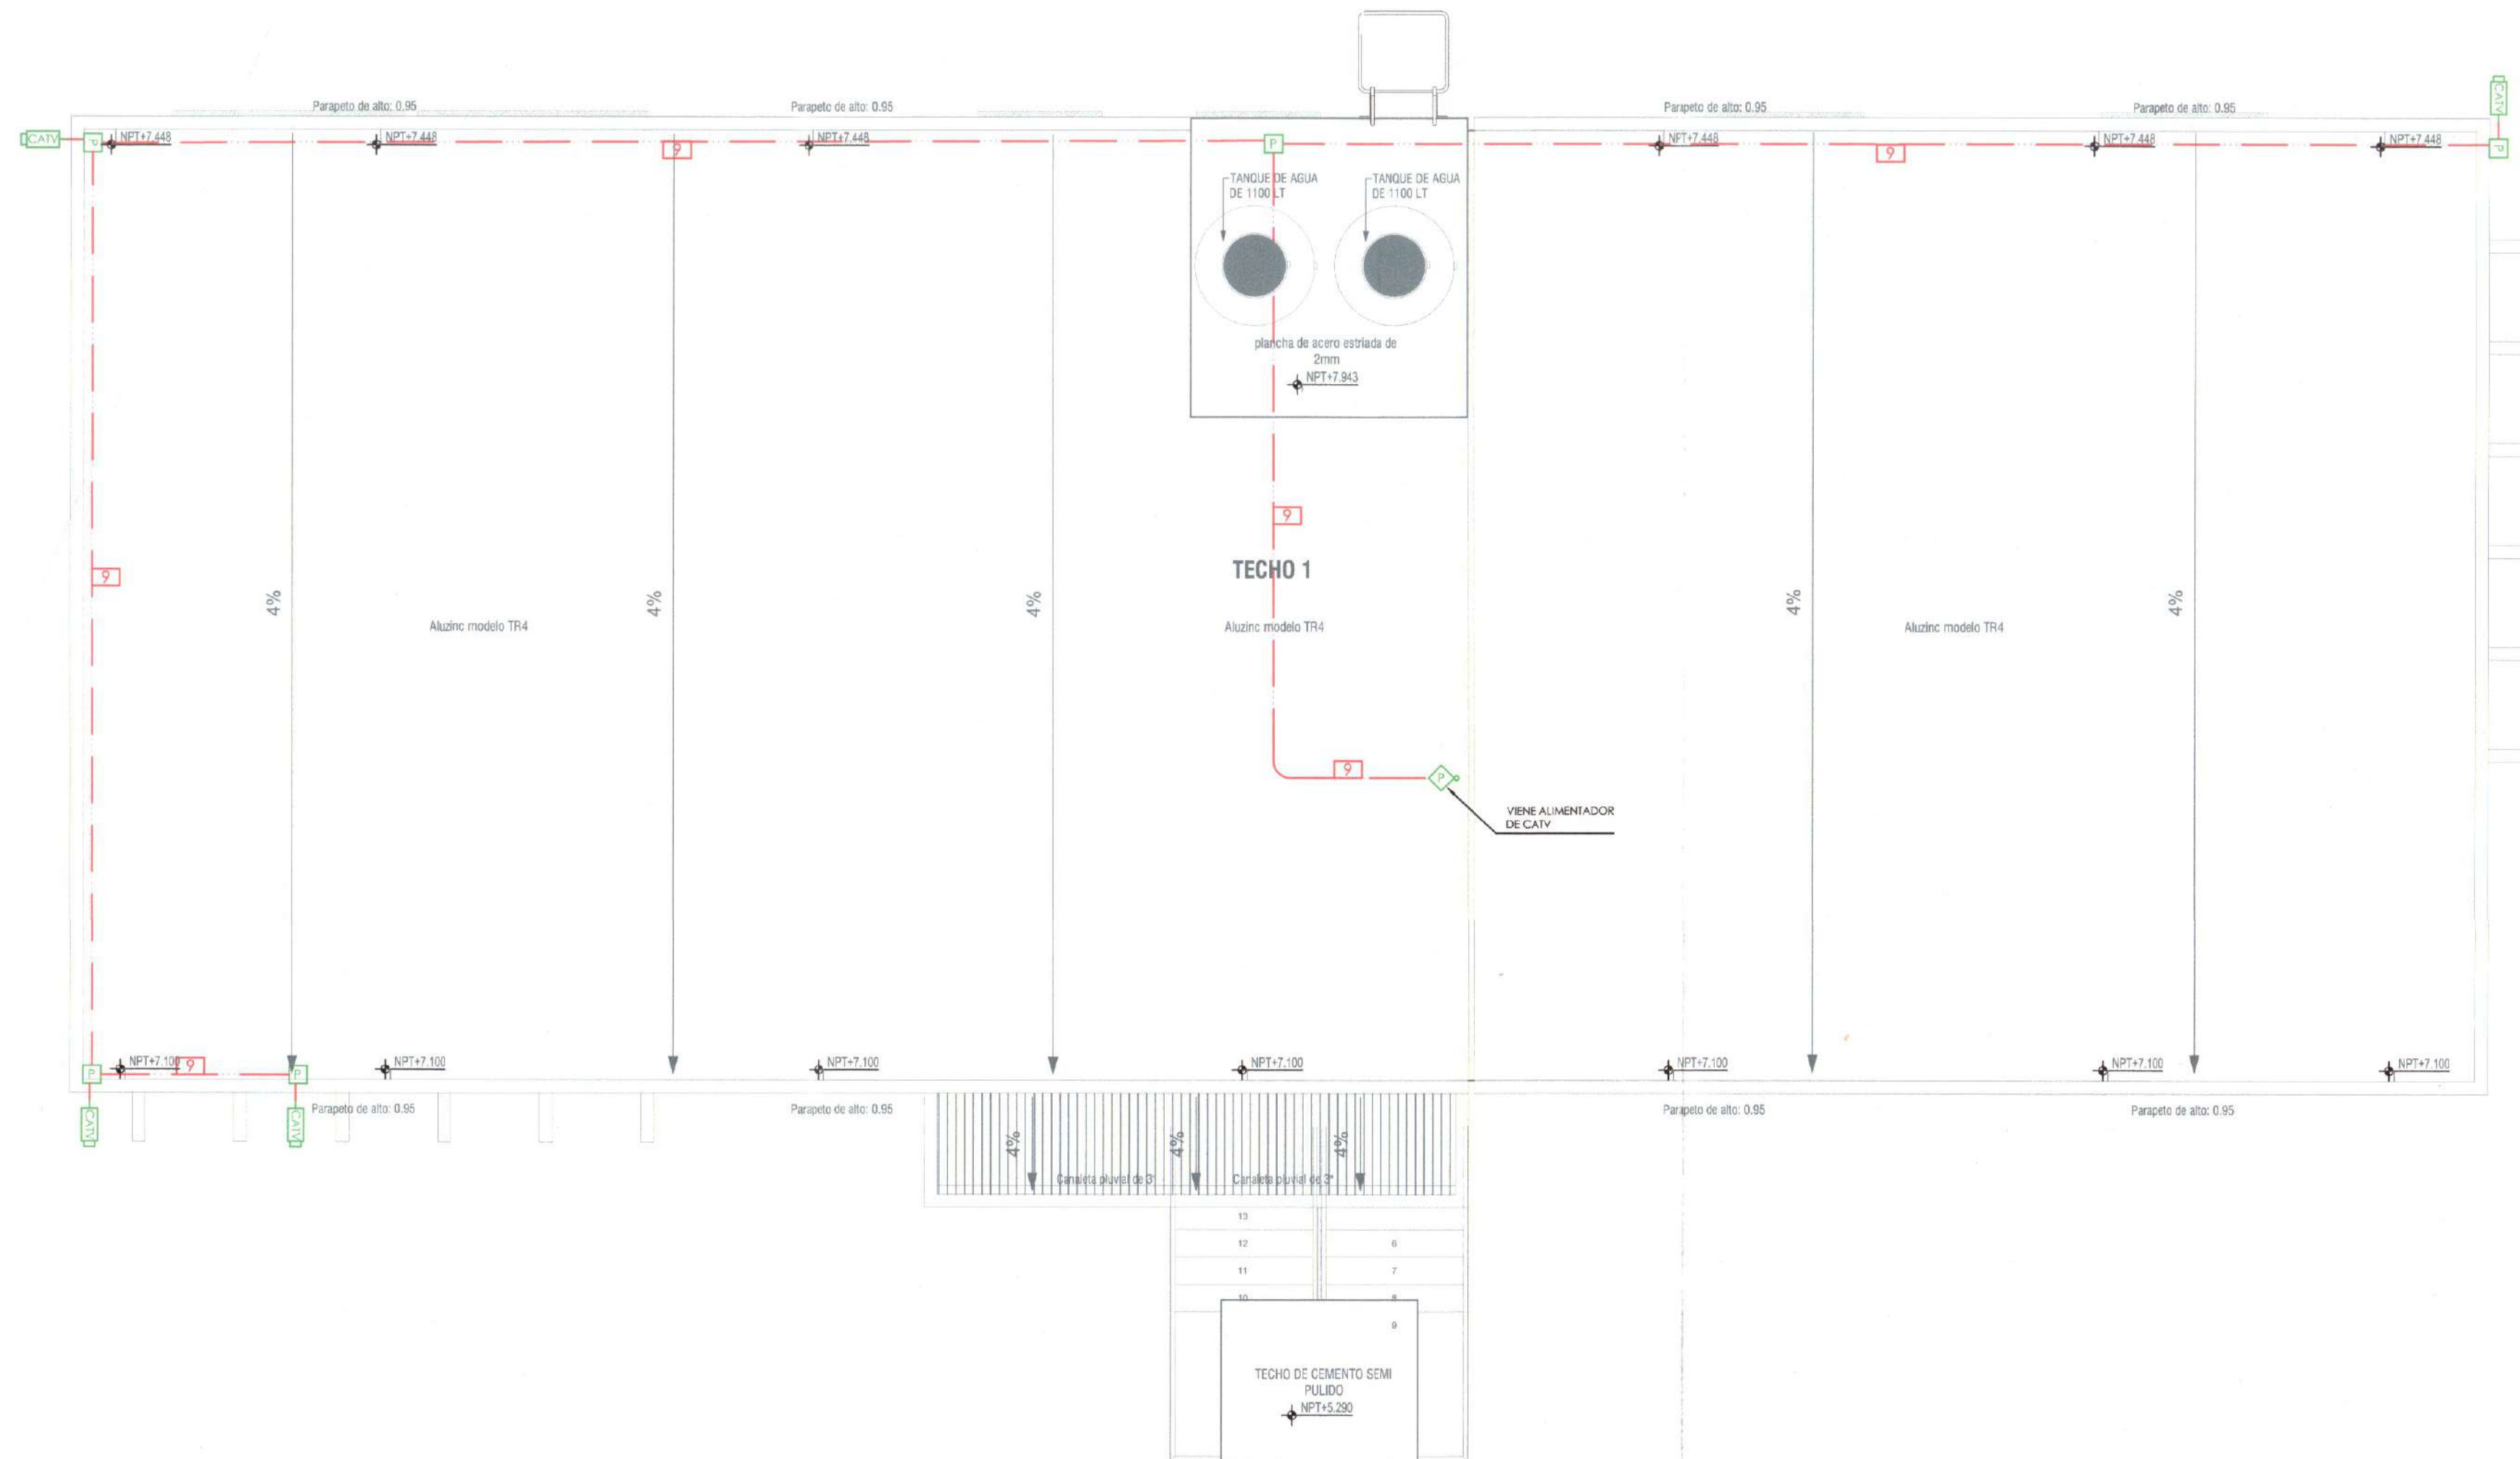 Parapeto de alto: 0.95
Parapeto de alto: 0.95
Parapeto de alto: 0.95
Parapeto de alto: 0.95
CATV
CATV
P
NPT+7.448
NPT+7.448
9
NPT+7.448
P
NPT+7.448
9
NPT+7.448
NPT+7.448
P
TANQUE DE AGUA
DE 1100 LT
TANQUE DE AGUA
DE 1100 LT
plancha de acero estriada de
2mm
NPT+7.943
9
TECHO 1
9
4%
4%
4%
4%
4%
Aluzinc modelo TR4
Aluzinc modelo TR4
Aluzinc modelo TR4
9
P
VIENE ALIMENTADOR
DE CATV
P
NPT+7.100
9
P
NPT+7.100
NPT+7.100
NPT+7.100
NPT+7.100
NPT+7.100
NPT+7.100
CATV
CATV
Parapeto de alto: 0.95
Parapeto de alto: 0.95
Parapeto de alto: 0.95
Parapeto de alto: 0.95
4%
4%
4%
Canaleta pluvial de 3"
Canaleta pluvial de 3"
13
12
6
11
7
10
8
9
TECHO DE CEMENTO SEMI
PULIDO
NPT+5.290